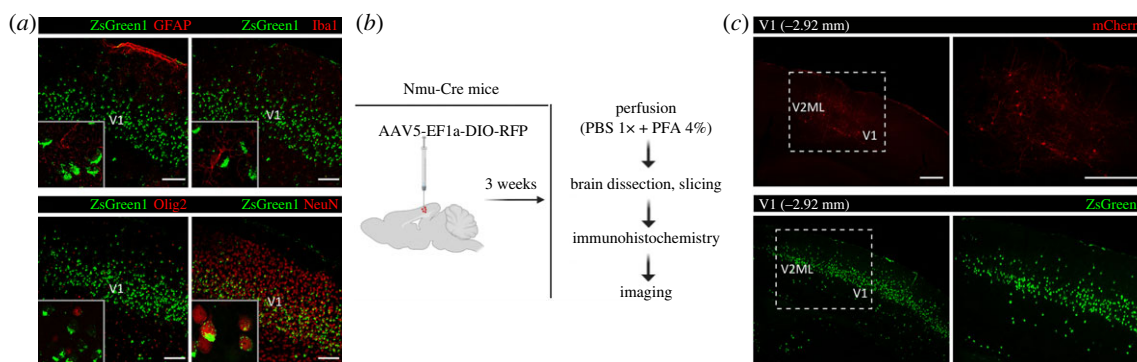 (a)
ZsGreen1 GFAP
ZsGreen1 Iba1
V1
V1
ZsGreen1 Olig2
ZsGreen1 NeuN
V1
V1
(b)
Nmu-Cre mice
AAV5-EF1a-DIO-RFP
3 weeks
perfusion
(PBS 1× + PFA 4%)
brain dissection, slicing
immunohistochemistry
imaging
(c)
V1 (–2.92 mm)
mCherr
V2ML
V1
V1 (–2.92 mm)
ZsGreen
V2ML
V1